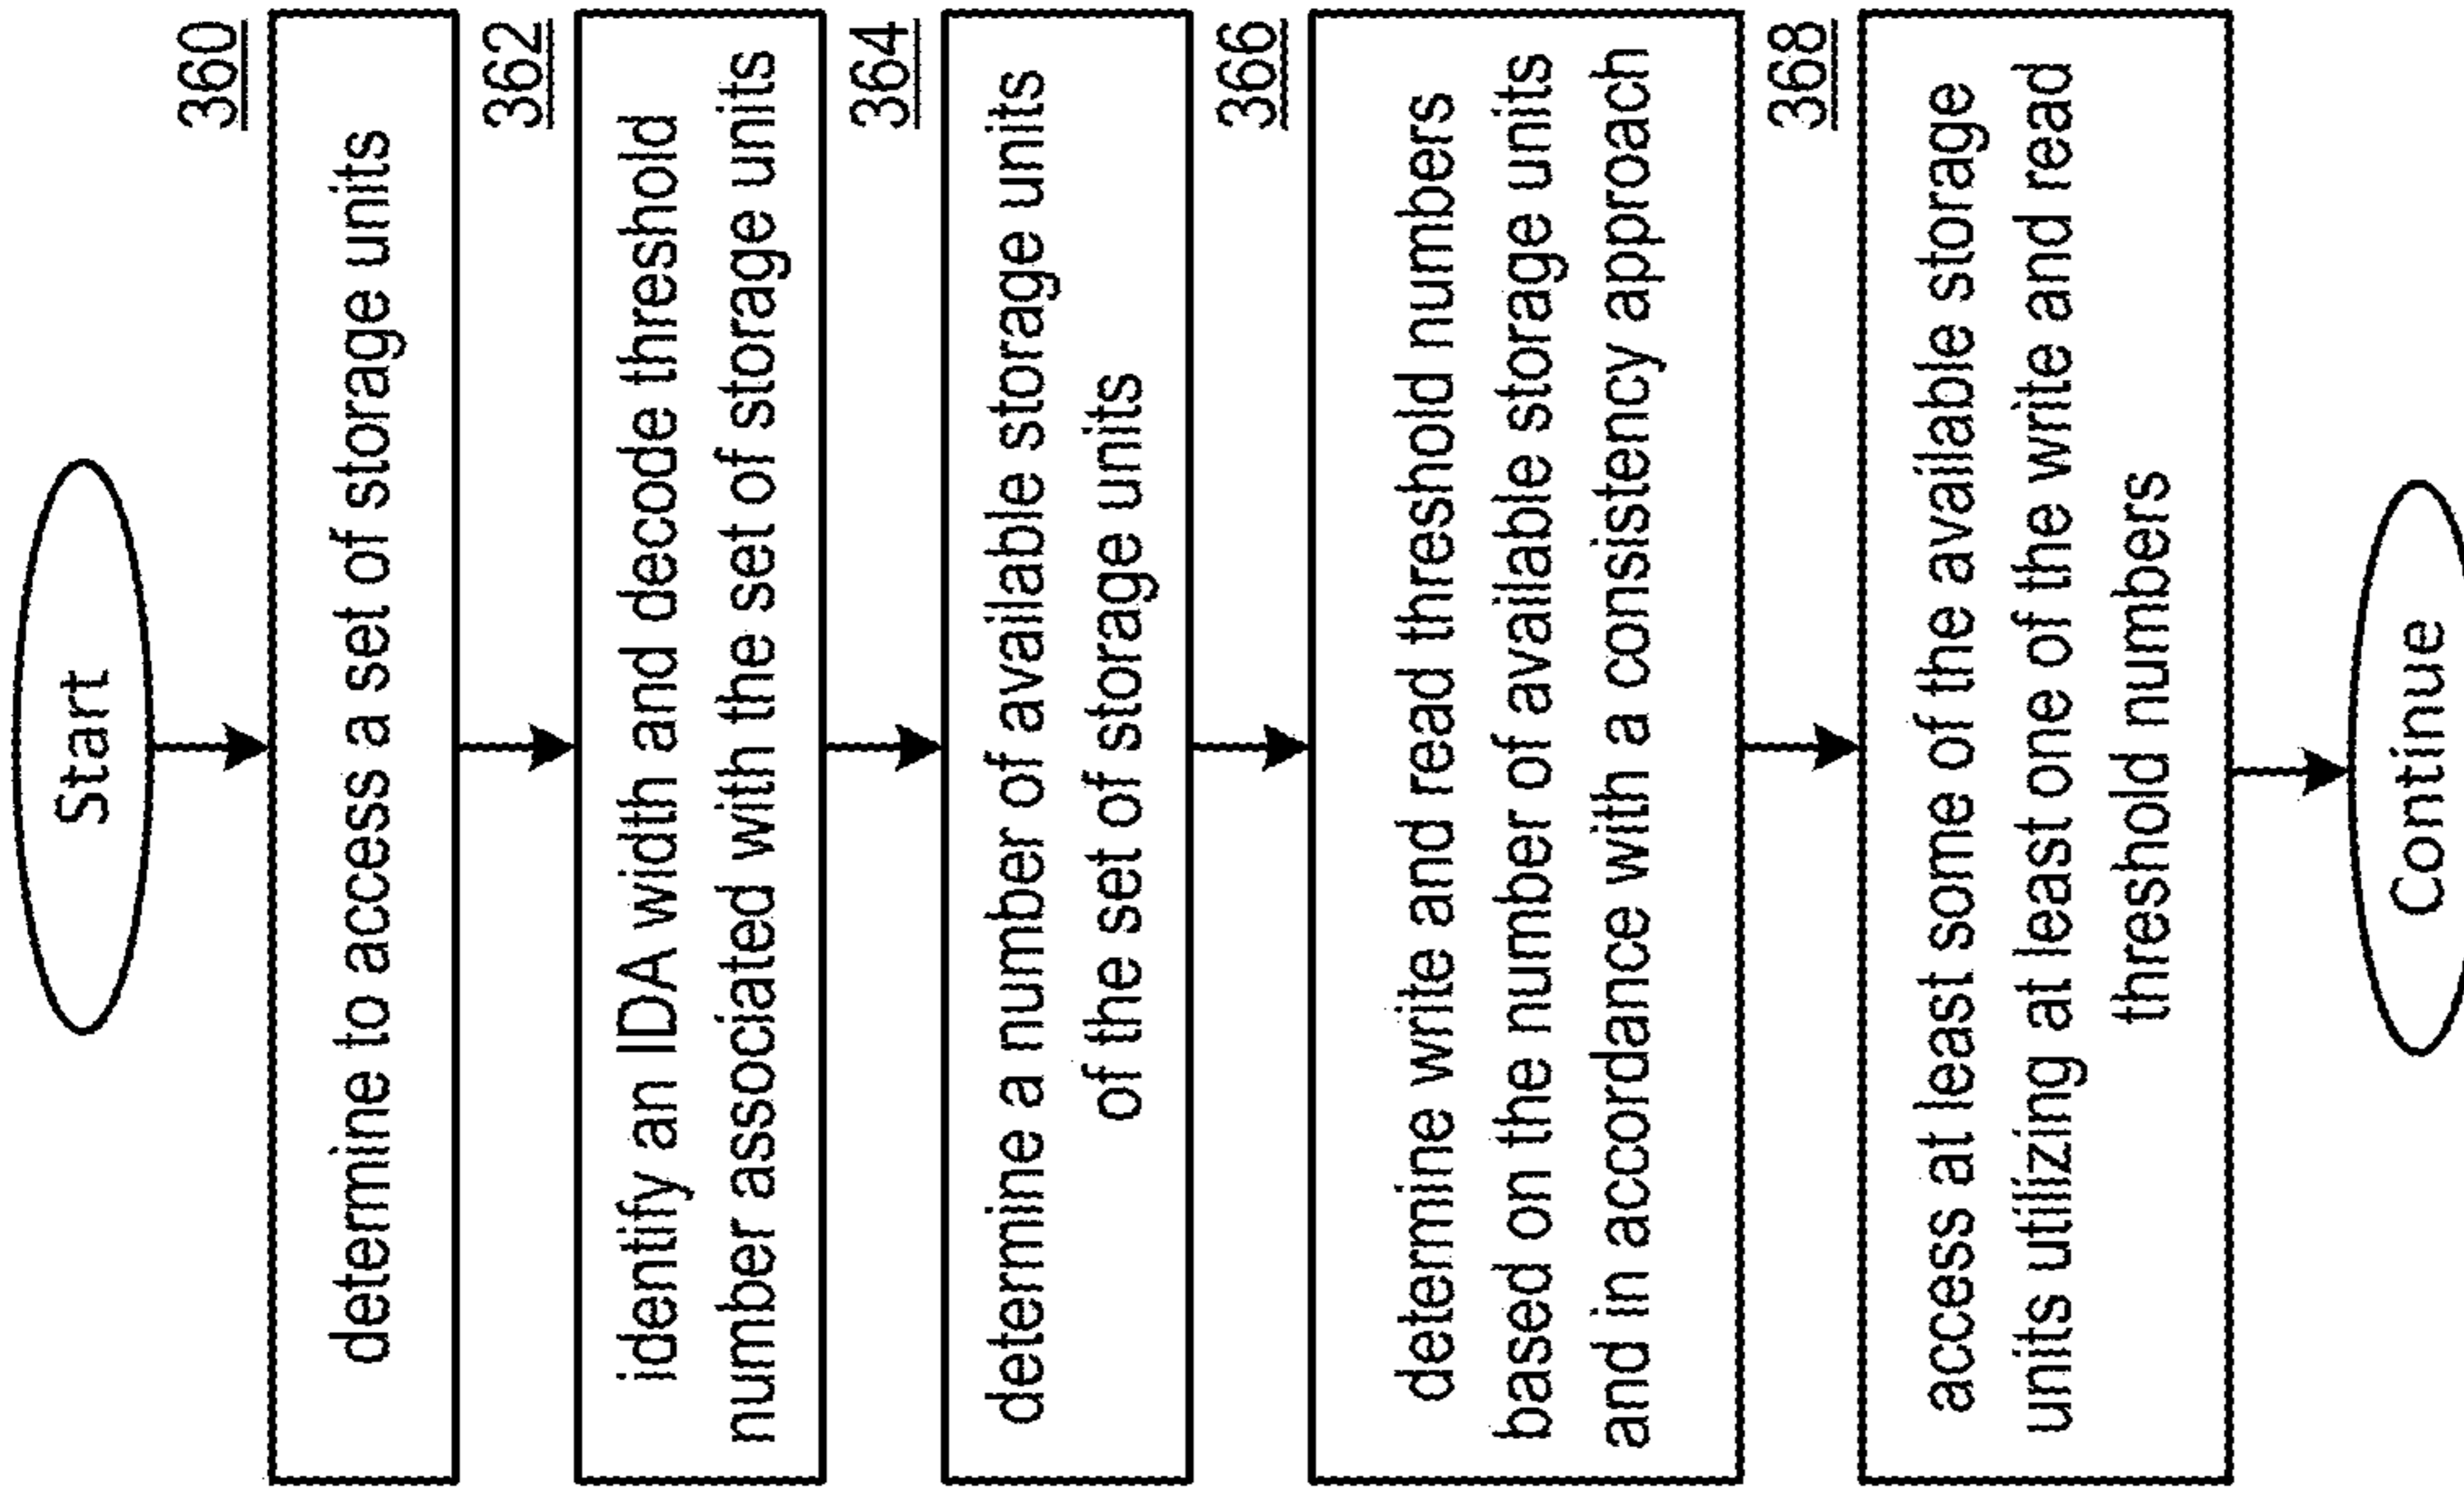 Start
360
determine to access a set of storage units
362
identify an IDA width and decode threshold
number associated with the set of storage units
364
determine a number of available storage units
of the set of storage units
366
determine write and read threshold numbers
based on the number of available storage units
and in accordance with a consistency approach
368
access at least some of the available storage
units utilizing at least one of the write and read
threshold numbers
Continue